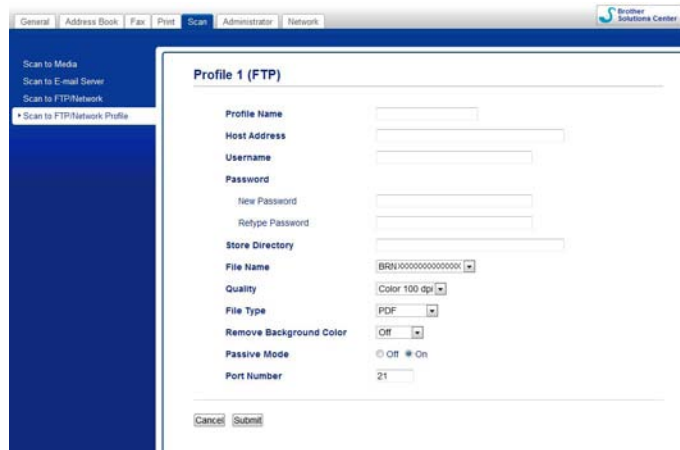 General Address Book Fax Print Scan Administrator Network
Brother
Solutions Center
Scan to Media
Scan to E-mail Server
Scan to FTP/Network
Scan to FTP/Network Profile
Profile 1 (FTP)
Profile Name
Host Address
Username
Password
New Password
Retype Password
Store Directory
File Name BRNXXXXXXXXXXXX
Quality Color 100 dpi
File Type PDF
Remove Background Color Off
Passive Mode Off On
Port Number 21
Cancel Submit